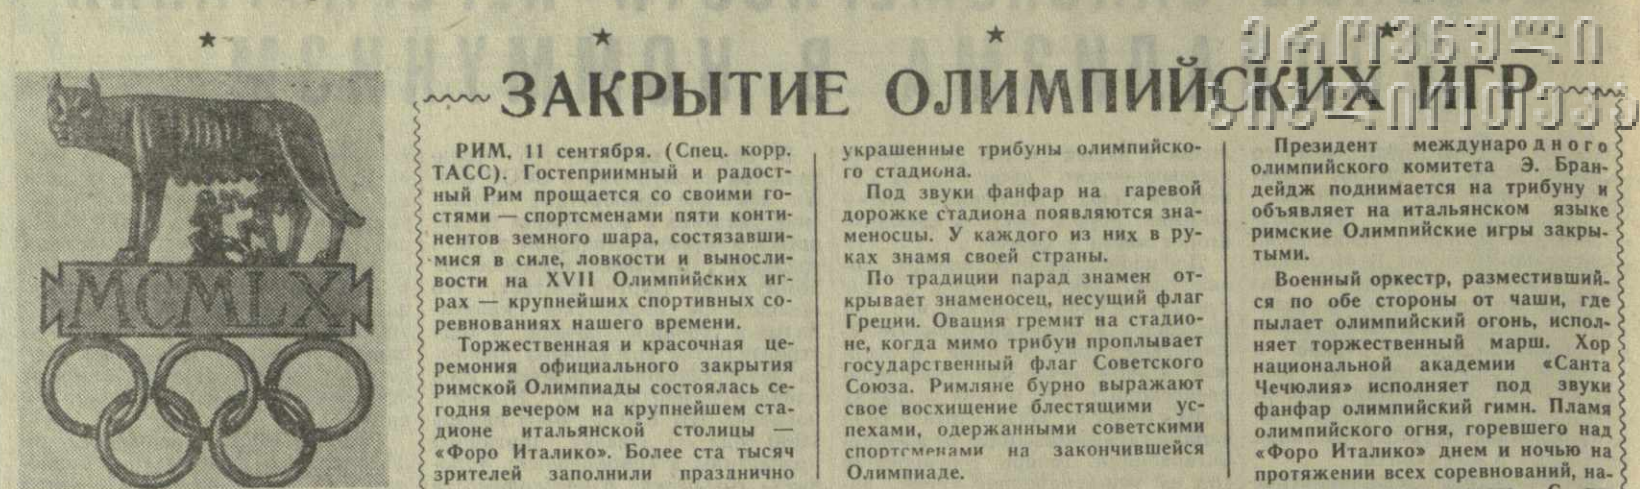 ЗАКРЫТИЕ ОЛИМПИЙСКИХ ИГР
ეროვნული
ბიბლიოთეკა
MCMLX
РИМ, 11 сентября. (Спец. корр.
ТАСС). Гостеприимный и радост-
ный Рим прощается со своими го-
стями — спортсменами пяти конти-
нентов земного шара, состязавши-
мися в силе, ловкости и выносли-
вости на XVII Олимпийских иг-
рах — крупнейших спортивных со-
ревнованиях нашего времени.
Торжественная и красочная це-
ремония официального закрытия
римской Олимпиады состоялась се-
годня вечером на крупнейшем ста-
дионе итальянской столицы —
«Форо Италико». Более ста тысяч
зрителей заполнили празднично
украшенные трибуны олимпийско-
го стадиона.
Под звуки фанфар на гаревой
дорожке стадиона появляются зна-
меносцы. У каждого из них в ру-
ках знамя своей страны.
По традиции парад знамен от-
крывает знаменосец, несущий флаг
Греции. Овация гремит на стадио-
не, когда мимо трибун проплывает
государственный флаг Советского
Союза. Римляне бурно выражают
свое восхищение блестящими ус-
пехами, одержанными советскими
спортсменами на закончившейся
Олимпиаде.
Президент международного
олимпийского комитета Э. Бран-
дейдж поднимается на трибуну и
объявляет на итальянском языке
римские Олимпийские игры закры-
тыми.
Военный оркестр, разместивший-
ся по обе стороны от чаши, где
пылает олимпийский огонь, испол-
няет торжественный марш. Хор
национальной академии «Санта
Чечюлия» исполняет под звуки
фанфар олимпийский гимн. Пламя
олимпийского огня, горевшего над
«Форо Италико» днем и ночью на
протяжении всех соревнований, на-